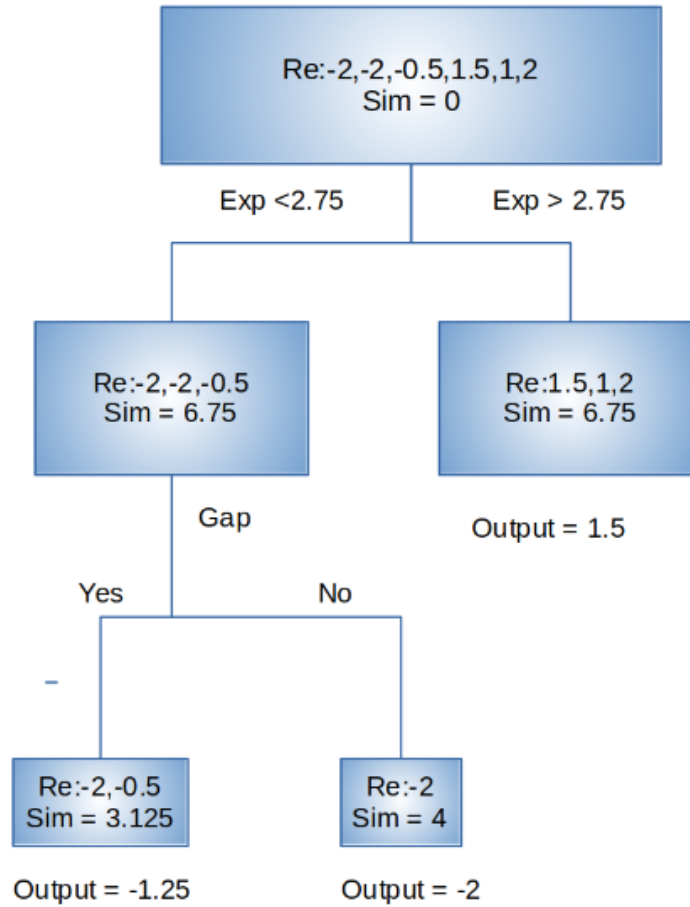 Re:-2,-2,-0.5,1.5,1,2
Sim = 0
Exp <2.75
Exp > 2.75
Re:-2,-2,-0.5
Sim = 6.75
Re:1.5,1,2
Sim = 6.75
Gap
Output = 1.5
Yes
No
Re:-2,-0.5
Sim = 3.125
Re:-2
Sim = 4
Output = -1.25
Output = -2